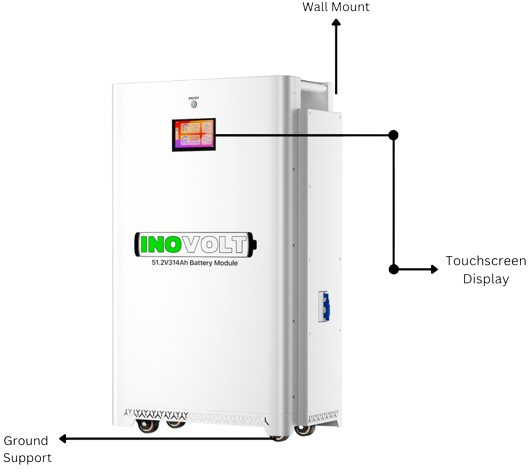 Wall Mount
INOVOLT
51.2V314Ah Battery Module
Touchscreen
Display
Ground
Support